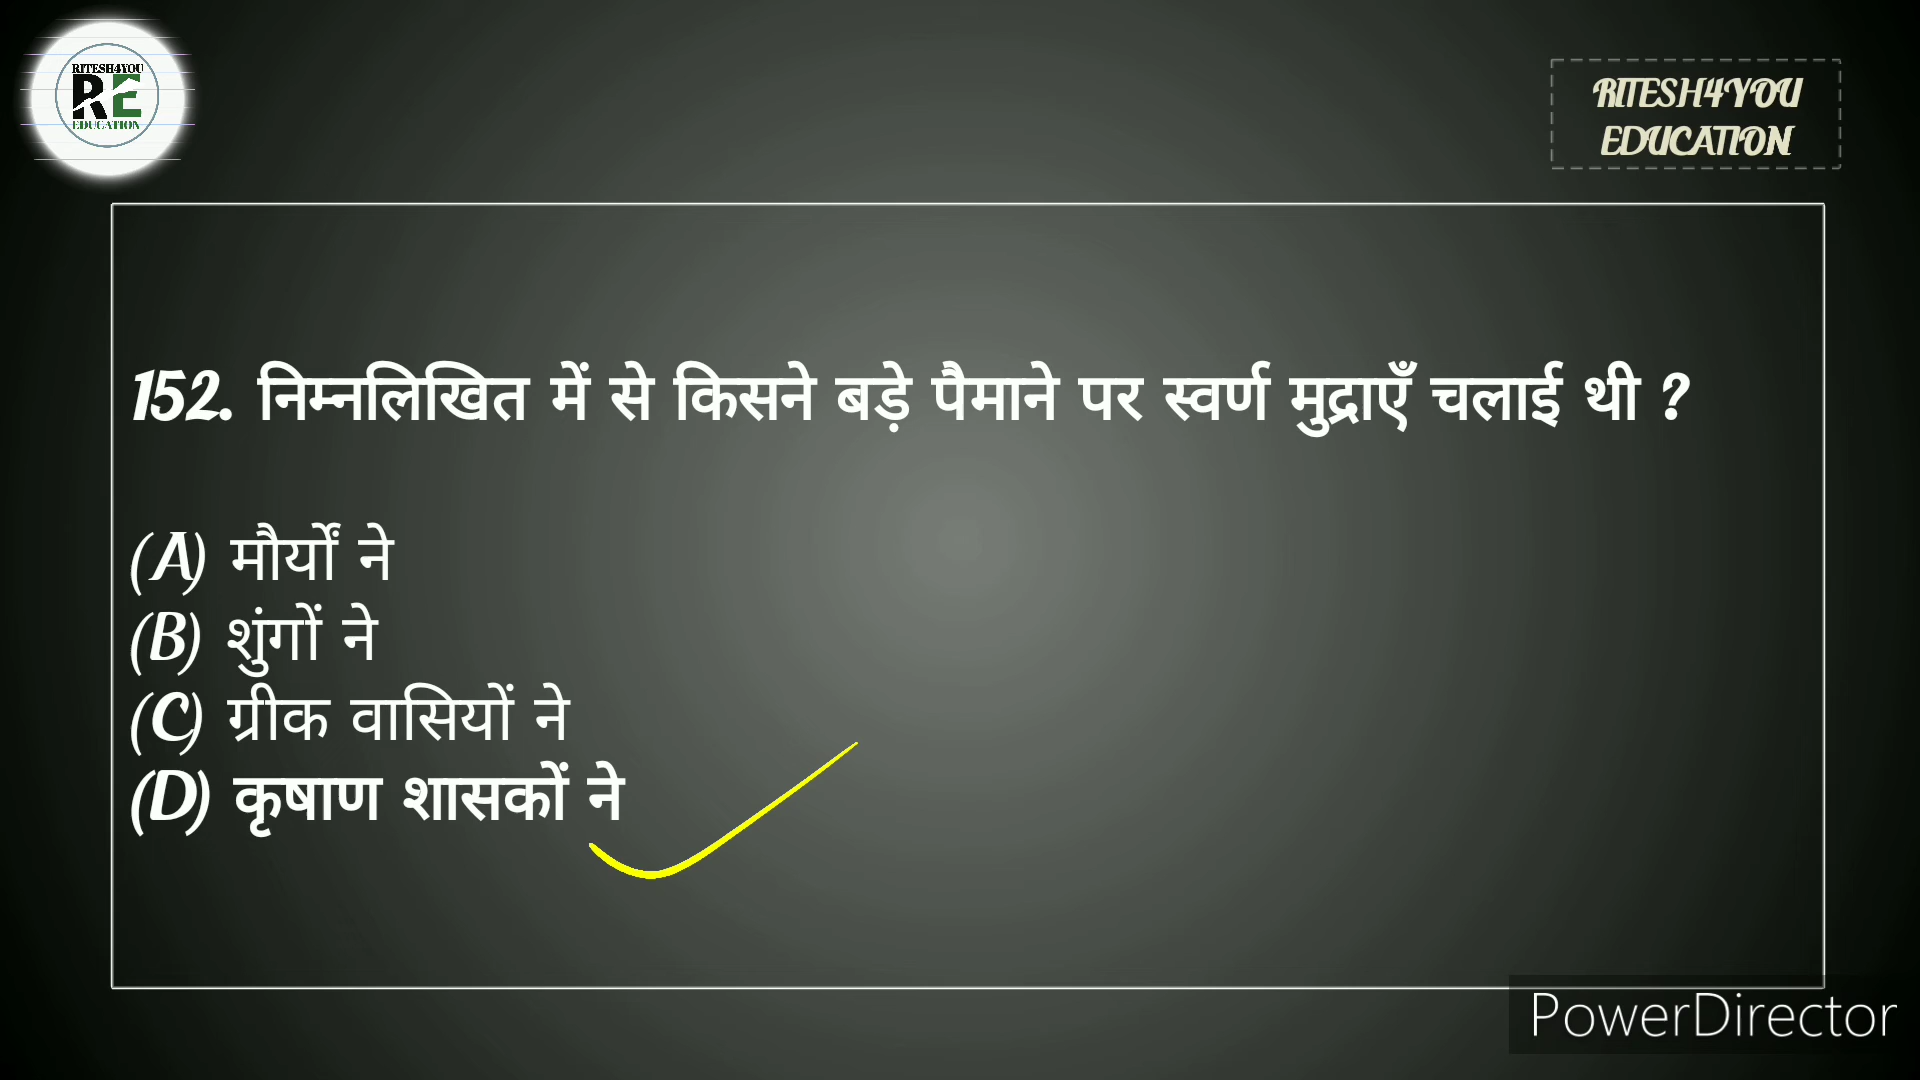 RITESH4YOU
RE
EDUCATION
RITESH4YOU
EDUCATION
152. निम्नलिखित में से किसने बड़े पैमाने पर स्वर्ण मुद्राएँ चलाई थी ?
(A) मौर्यों ने
(B) शुंगों ने
(C) ग्रीक वासियों ने
(D) कृषाण शासकों ने
PowerDirector